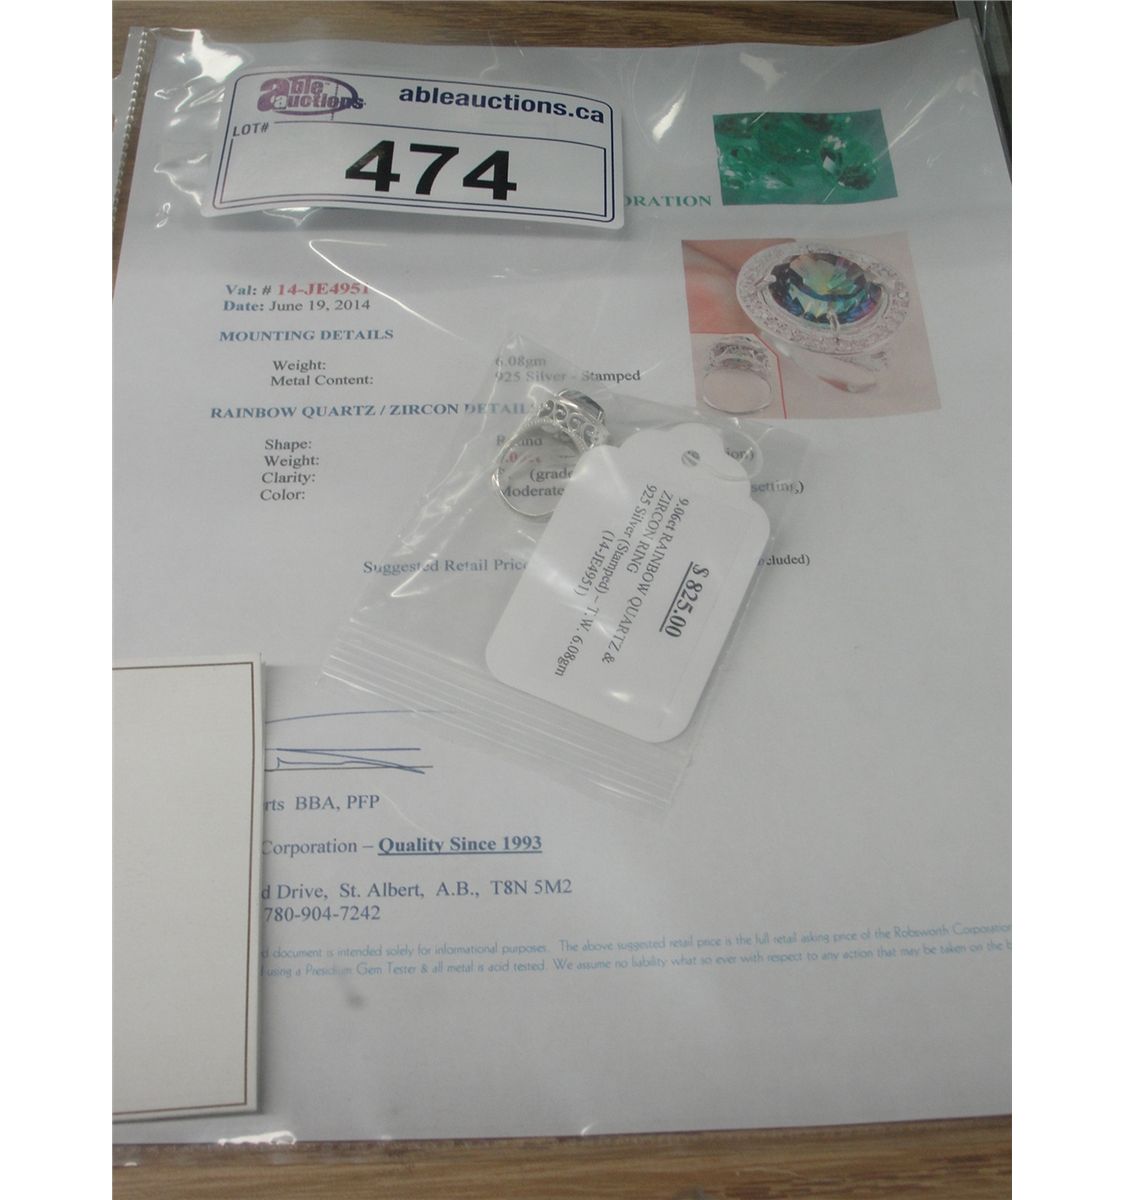 able auctions
ableauctions.ca
LOT#
474
ORATION
Val: # 14-JE4951
Date: June 19, 2014
MOUNTING DETAILS
Weight: 6.08gm
Metal Content: 925 Silver - Stamped
RAINBOW QUARTZ / ZIRCON DETAIL
Shape:
Weight:
Clarity: (grade
Color: Moderate setting)
Suggested Retail Price cluded)
9.06ct RAINBOW QUARTZ &
ZIRCON RING
925 Silver (Stamped) – T.W. 6.08gm
(14-JE4951)
$ 825.00
rts BBA, PFP
Corporation – Quality Since 1993
d Drive, St. Albert, A.B., T8N 5M2
780-904-7242
d document is intended solely for informational purposes. The above suggested retail price is the full retail asking price of the Robsworth Corporation
using a Presidium Gem Tester & all metal is acid tested. We assume no liability what so ever with respect to any action that may be taken on the b